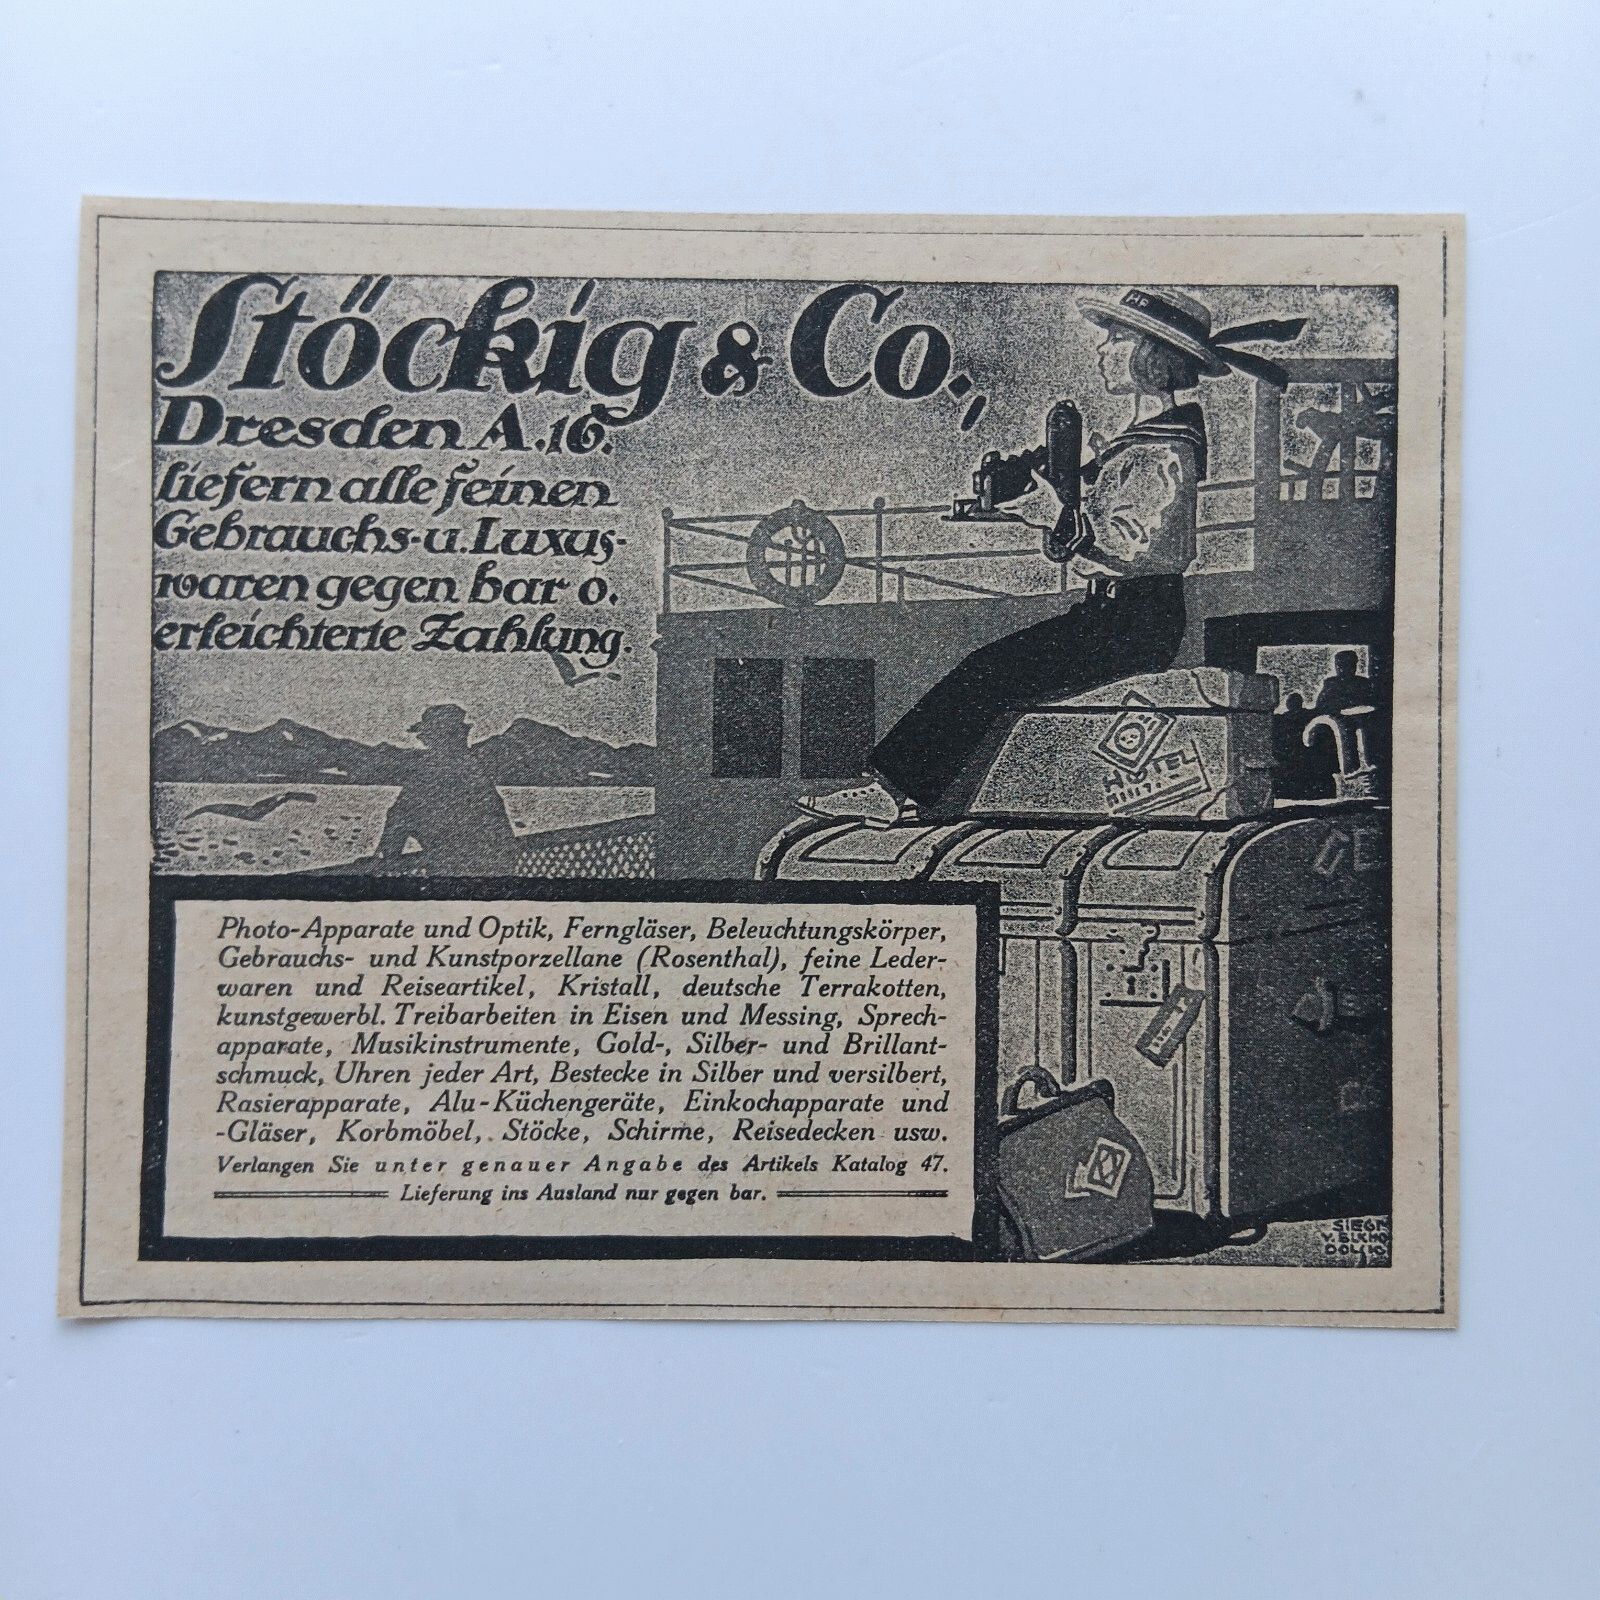 Stöckig & Co.,
Dresden A.16.
liefern alle feinen
Gebrauchs- u. Luxus-
waren gegen bar o.
erleichterte Zahlung.
HOTEL
Photo-Apparate und Optik, Ferngläser, Beleuchtungskörper,
Gebrauchs- und Kunstporzellane (Rosenthal), feine Leder-
waren und Reiseartikel, Kristall, deutsche Terrakotten,
kunstgewerbl. Treibarbeiten in Eisen und Messing, Sprech-
apparate, Musikinstrumente, Gold-, Silber- und Brillant-
schmuck, Uhren jeder Art, Bestecke in Silber und versilbert,
Rasierapparate, Alu-Küchengeräte, Einkochapparate und
-Gläser, Korbmöbel, Stöcke, Schirme, Reisedecken usw.
Verlangen Sie unter genauer Angabe des Artikels Katalog 47.
Lieferung ins Ausland nur gegen bar.